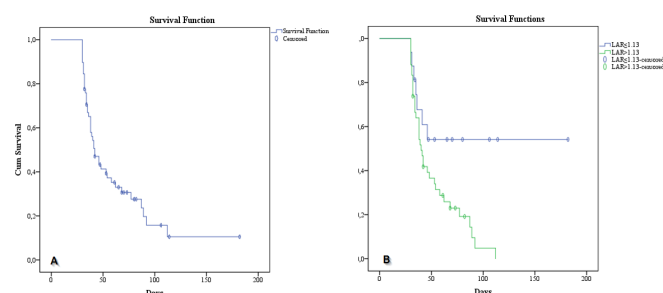 Survival Function
Survival Function
Censored
Cum Survival
1,0
0,8
0,6
0,4
0,2
0,0
A
0
50
100
150
200
Days
Survival Functions
LAR≤1.13
LAR>1.13
LAR≤1.13-censored
LAR>1.13-censored
1,0
,8
,6
,4
,2
,0
B
0
50
100
150
200
Days